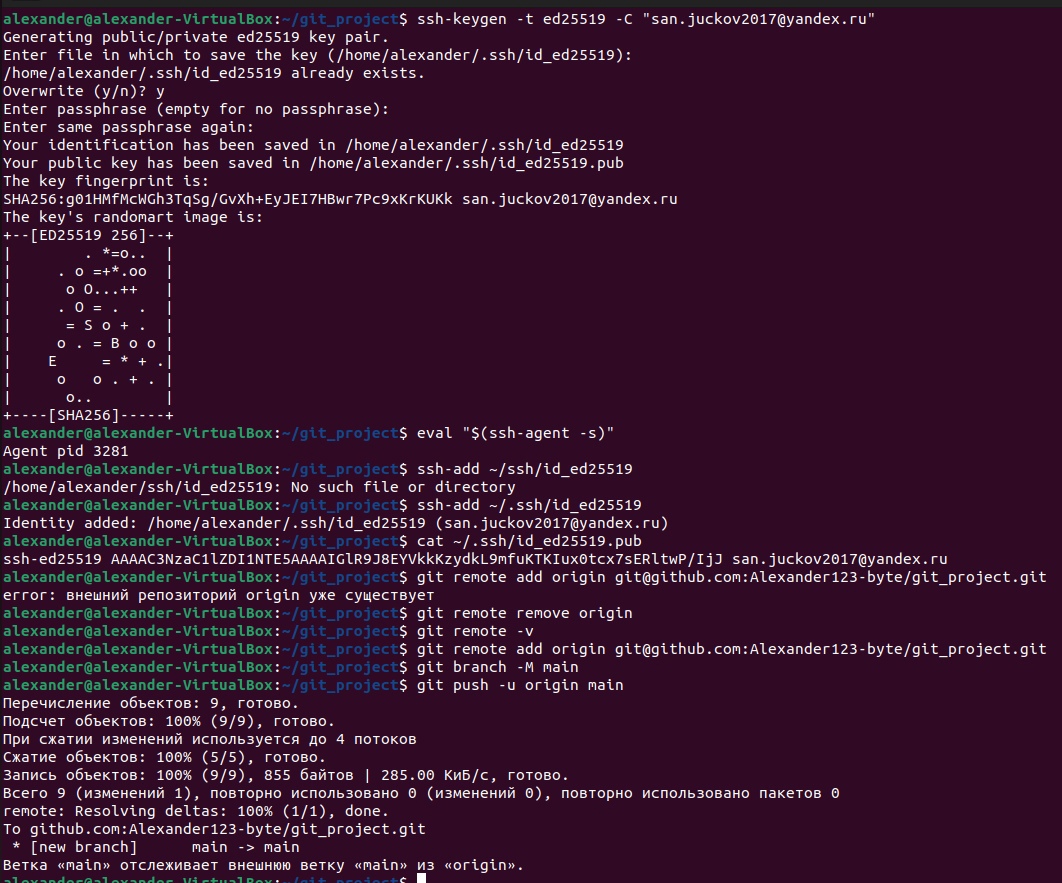 alexander@alexander-VirtualBox:~/git_project$ ssh-keygen -t ed25519 -C "san.juckov2017@yandex.ru"
Generating public/private ed25519 key pair.
Enter file in which to save the key (/home/alexander/.ssh/id_ed25519):
/home/alexander/.ssh/id_ed25519 already exists.
Overwrite (y/n)? y
Enter passphrase (empty for no passphrase):
Enter same passphrase again:
Your identification has been saved in /home/alexander/.ssh/id_ed25519
Your public key has been saved in /home/alexander/.ssh/id_ed25519.pub
The key fingerprint is:
SHA256:g01HMfMcWGh3TqSg/GvXh+EyJEI7HBwr7Pc9xKrKUKk san.juckov2017@yandex.ru
The key's randomart image is:
+--[ED25519 256]--+
|         . *=o..  |
|      . o =+*.oo  |
|       o O...++   |
|      . O = .  .  |
|       = S o + .  |
|      o . = B o o |
|     E     = * + .|
|      o   o . + . |
|       o..        |
+----[SHA256]-----+
alexander@alexander-VirtualBox:~/git_project$ eval "$(ssh-agent -s)"
Agent pid 3281
alexander@alexander-VirtualBox:~/git_project$ ssh-add ~/ssh/id_ed25519
/home/alexander/ssh/id_ed25519: No such file or directory
alexander@alexander-VirtualBox:~/git_project$ ssh-add ~/.ssh/id_ed25519
Identity added: /home/alexander/.ssh/id_ed25519 (san.juckov2017@yandex.ru)
alexander@alexander-VirtualBox:~/git_project$ cat ~/.ssh/id_ed25519.pub
ssh-ed25519 AAAAC3NzaC1lZDI1NTE5AAAAIGlR9J8EYVkkKzydkL9mfuKTKIux0tcx7sERltwP/IjJ san.juckov2017@yandex.ru
alexander@alexander-VirtualBox:~/git_project$ git remote add origin git@github.com:Alexander123-byte/git_project.git
error: внешний репозиторий origin уже существует
alexander@alexander-VirtualBox:~/git_project$ git remote remove origin
alexander@alexander-VirtualBox:~/git_project$ git remote -v
alexander@alexander-VirtualBox:~/git_project$ git remote add origin git@github.com:Alexander123-byte/git_project.git
alexander@alexander-VirtualBox:~/git_project$ git branch -M main
alexander@alexander-VirtualBox:~/git_project$ git push -u origin main
Перечисление объектов: 9, готово.
Подсчет объектов: 100% (9/9), готово.
При сжатии изменений используется до 4 потоков
Сжатие объектов: 100% (5/5), готово.
Запись объектов: 100% (9/9), 855 байтов | 285.00 КиБ/с, готово.
Всего 9 (изменений 1), повторно использовано 0 (изменений 0), повторно использовано пакетов 0
remote: Resolving deltas: 100% (1/1), done.
To github.com:Alexander123-byte/git_project.git
 * [new branch]      main -> main
Ветка «main» отслеживает внешнюю ветку «main» из «origin».
alexander@alexander-VirtualBox:~/git_project$